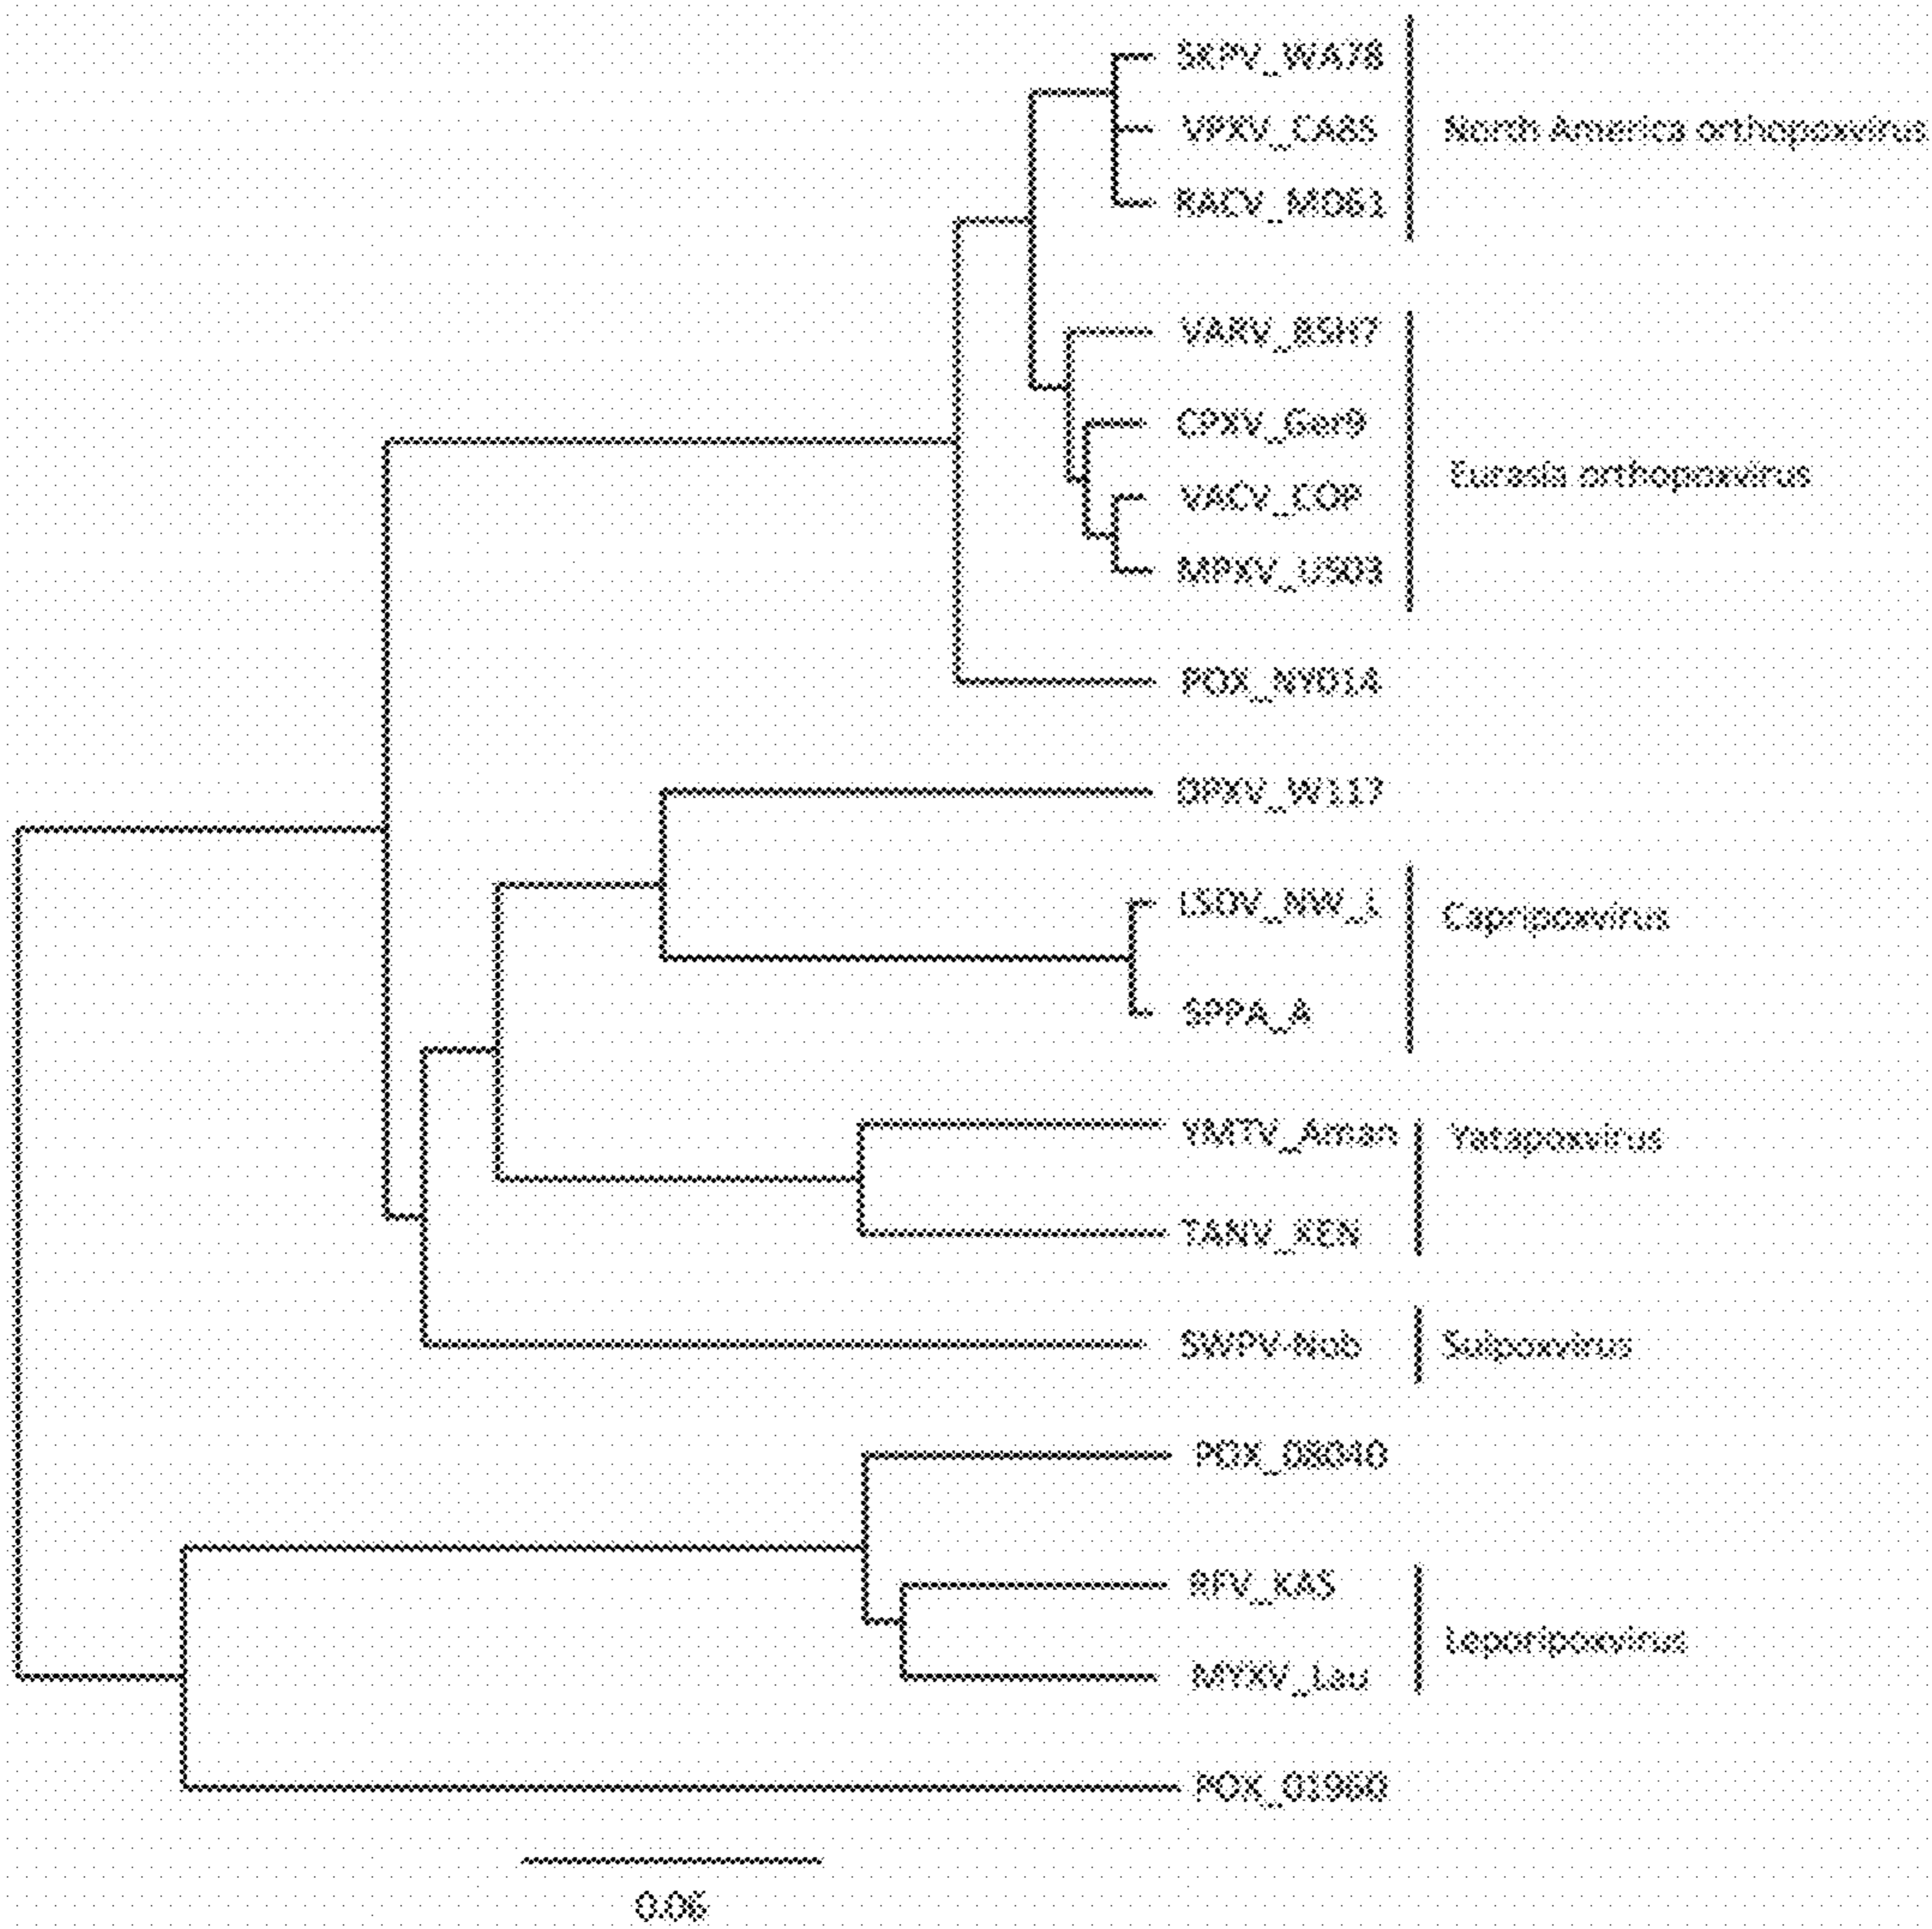 SKPV_WA78
VPXV_CA85
North America orthopoxvirus
RACV_MD61
VARV_BSH7
CPXV_Ger9
Eurasia orthopoxvirus
VACV_COP
MPXV_US03
POX_NY014
DPXV_W117
LSDV_NW_L
Capripoxvirus
SPPA_A
YMTV_Aman
Yatapoxvirus
TANV_KEN
SWPV-Nob
Suipoxvirus
POX_08040
RFV_KAS
Leporipoxvirus
MYXV_Lau
POX_01960
0.06